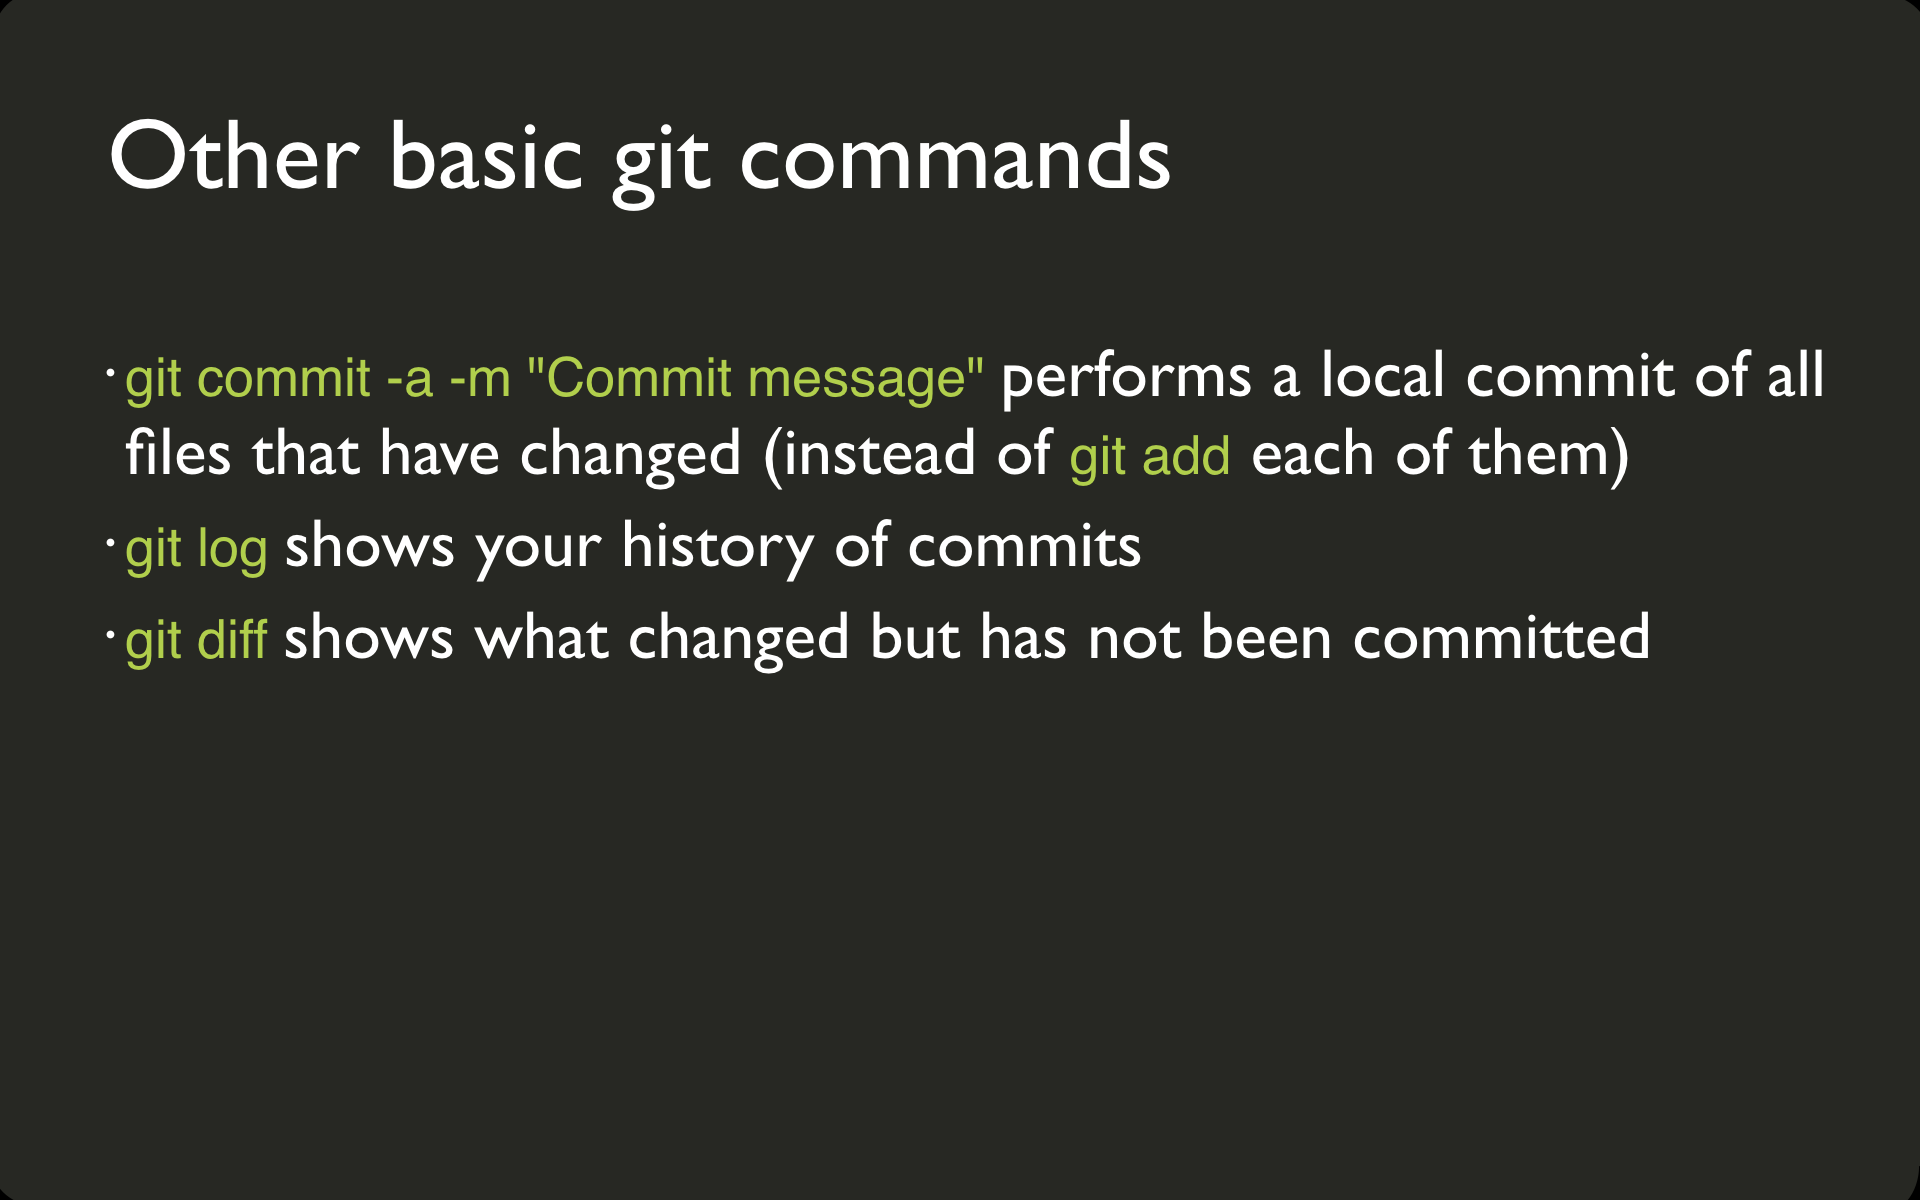 Other basic git commands
· git commit -a -m "Commit message" performs a local commit of all
files that have changed (instead of git add each of them)
· git log shows your history of commits
· git diff shows what changed but has not been committed